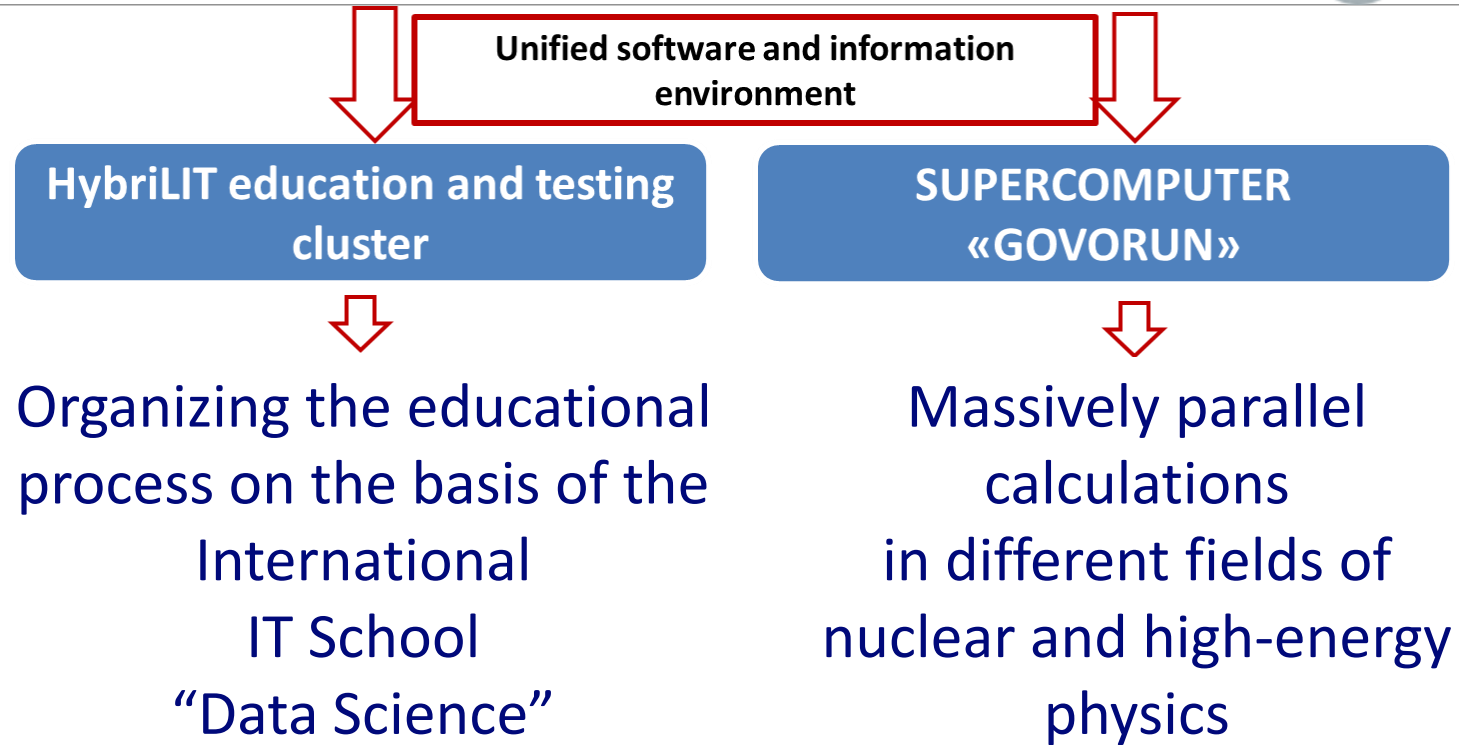 Unified software and information
environment
HybriLIT education and testing
cluster
SUPERCOMPUTER
«GOVORUN»
Organizing the educational
process on the basis of the
International
IT School
“Data Science”
Massively parallel
calculations
in different fields of
nuclear and high-energy
physics